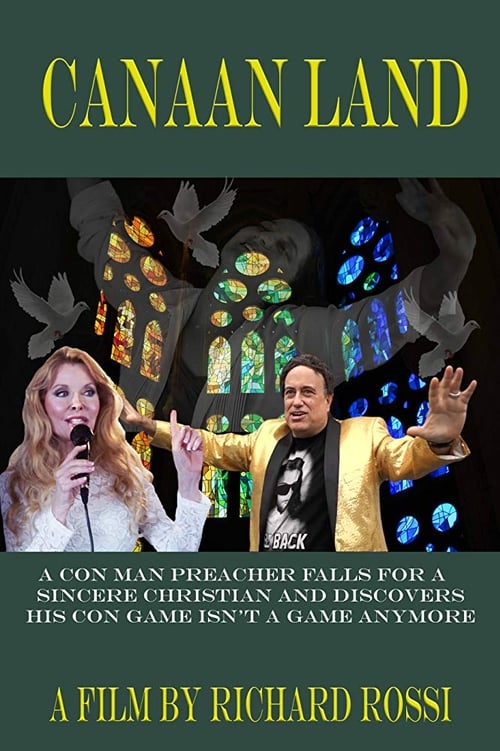 CANAAN LAND
BACK
A CON MAN PREACHER FALLS FOR A
SINCERE CHRISTIAN AND DISCOVERS
HIS CON GAME ISN'T A GAME ANYMORE
A FILM BY RICHARD ROSSI